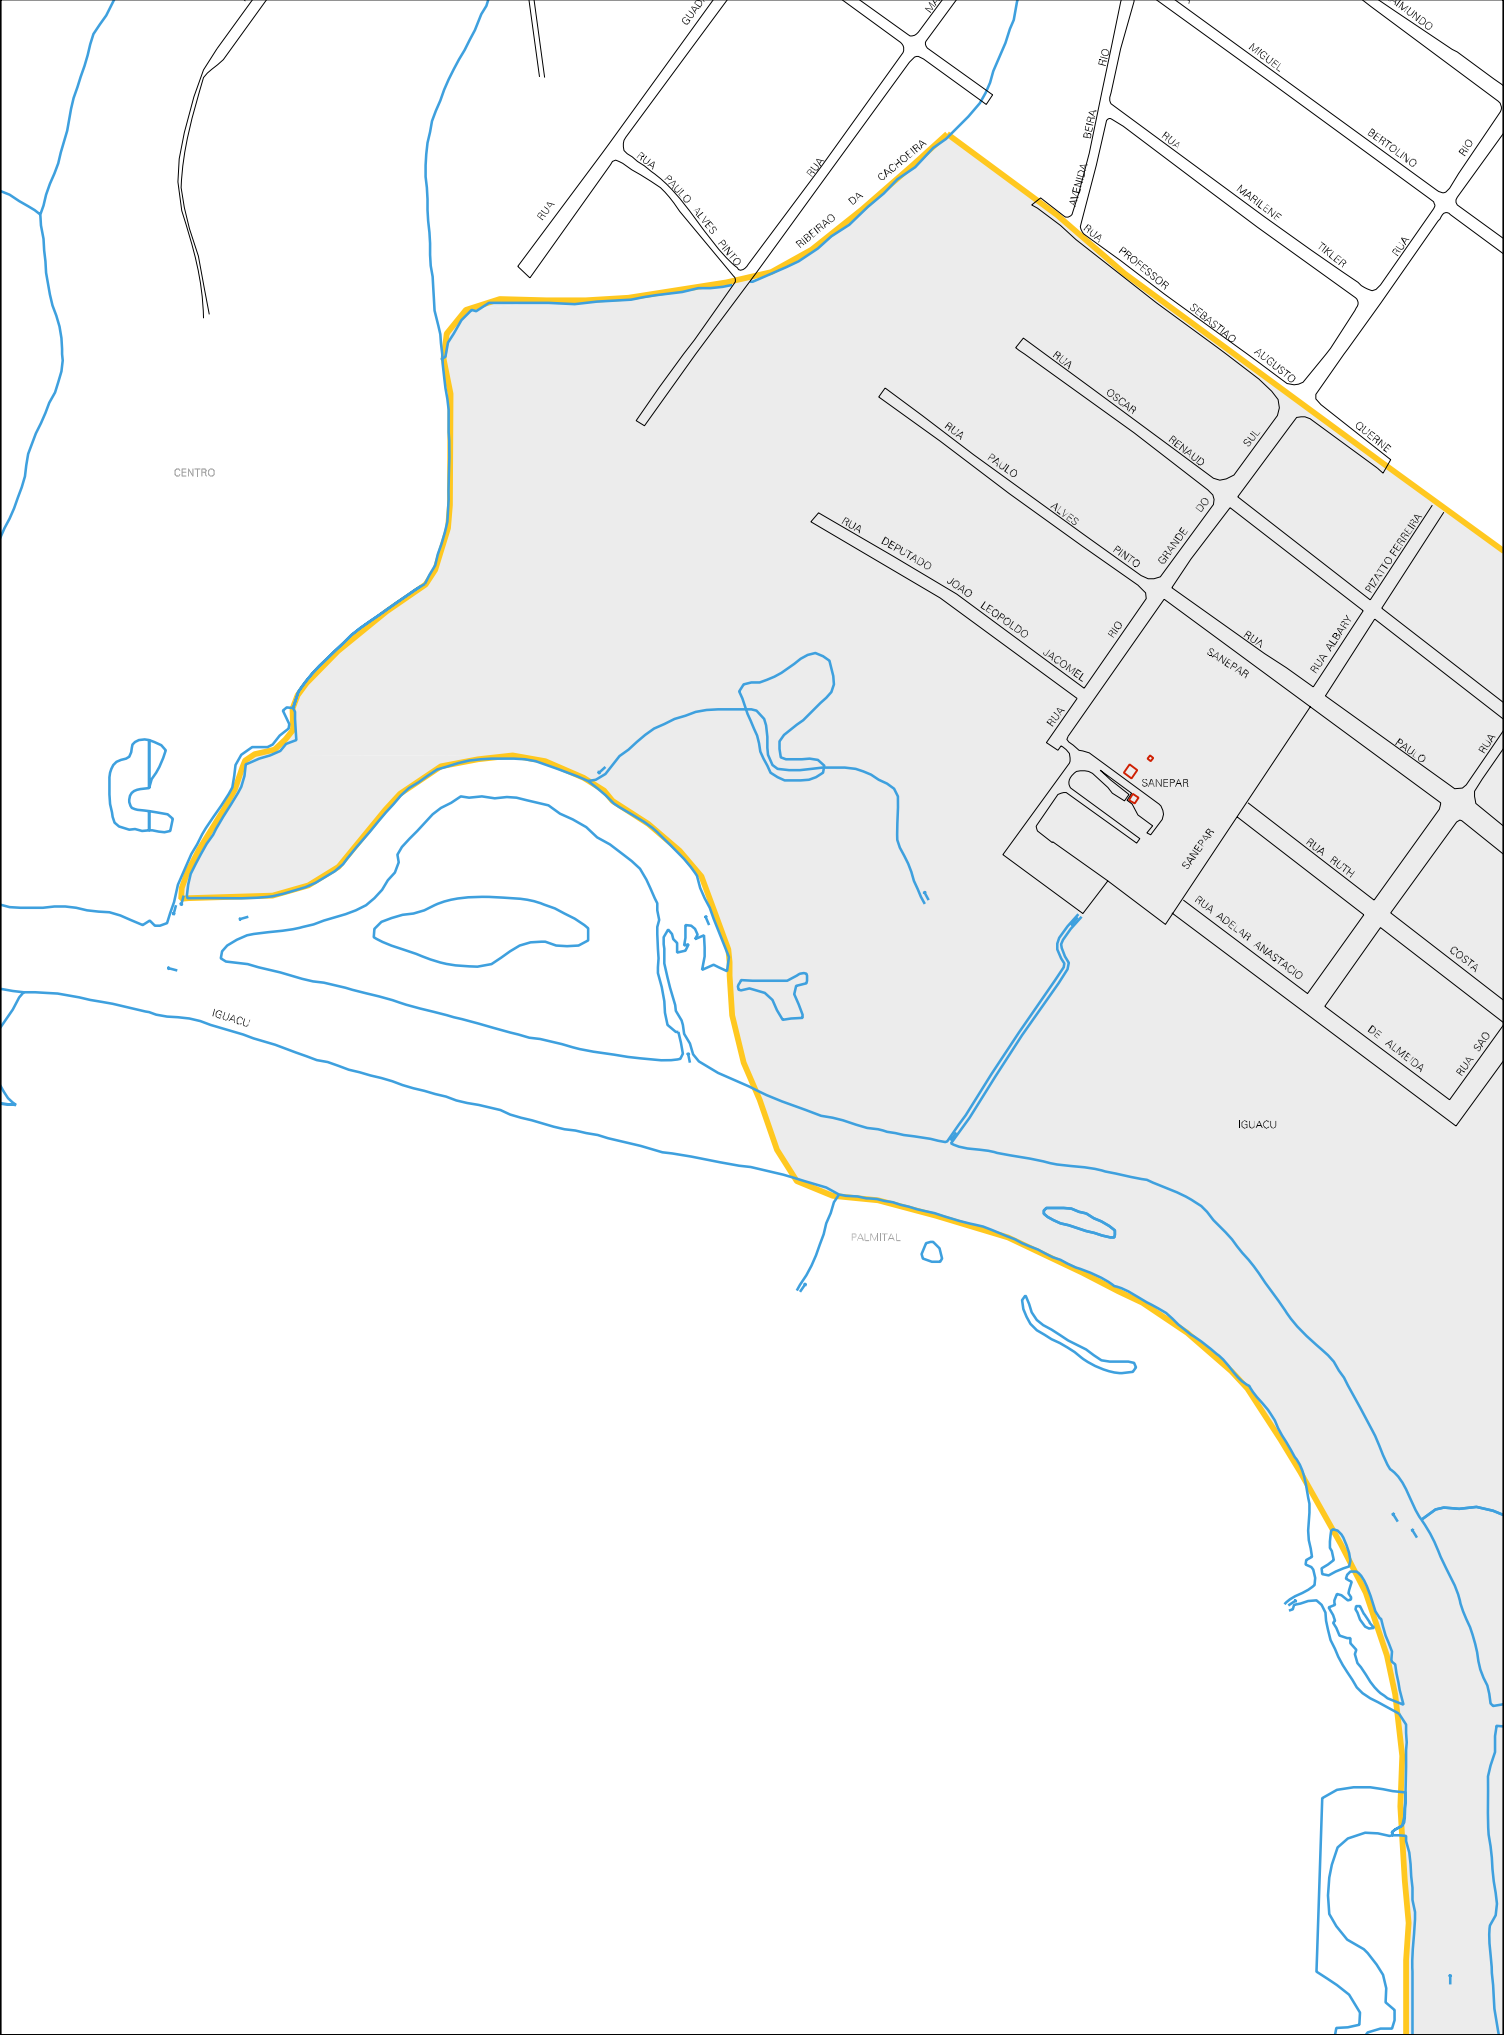 RUA
RIO
BEIRA
AVENIDA
MIGUEL
BERTOLINO
RIO
RUA
RUA
MARILENE
TIKLER
RUA
PAULO ALVES PINTO
RUA
RUA
RIBEIRAO DA CACHOEIRA
RUA
PROFESSOR
SEBASTIAO
AUGUSTO
QUERNE
RUA
OSCAR
RENAUD
RUA
PAULO
ALVES
PINTO
RUA
DEPUTADO
JOAO
LEOPOLDO
JACOMEL
SUL
DO
GRANDE
RIO
RUA
CENTRO
PIZATTO FERREIRA
RUA ALBARY
RUA
SANEPAR
PAULO
RUA
SANEPAR
SANEPAR
RUA RUTH
RUA ADELAR ANASTACIO
COSTA
DE ALMEIDA
RUA SAO
IGUACU
IGUACU
PALMITAL